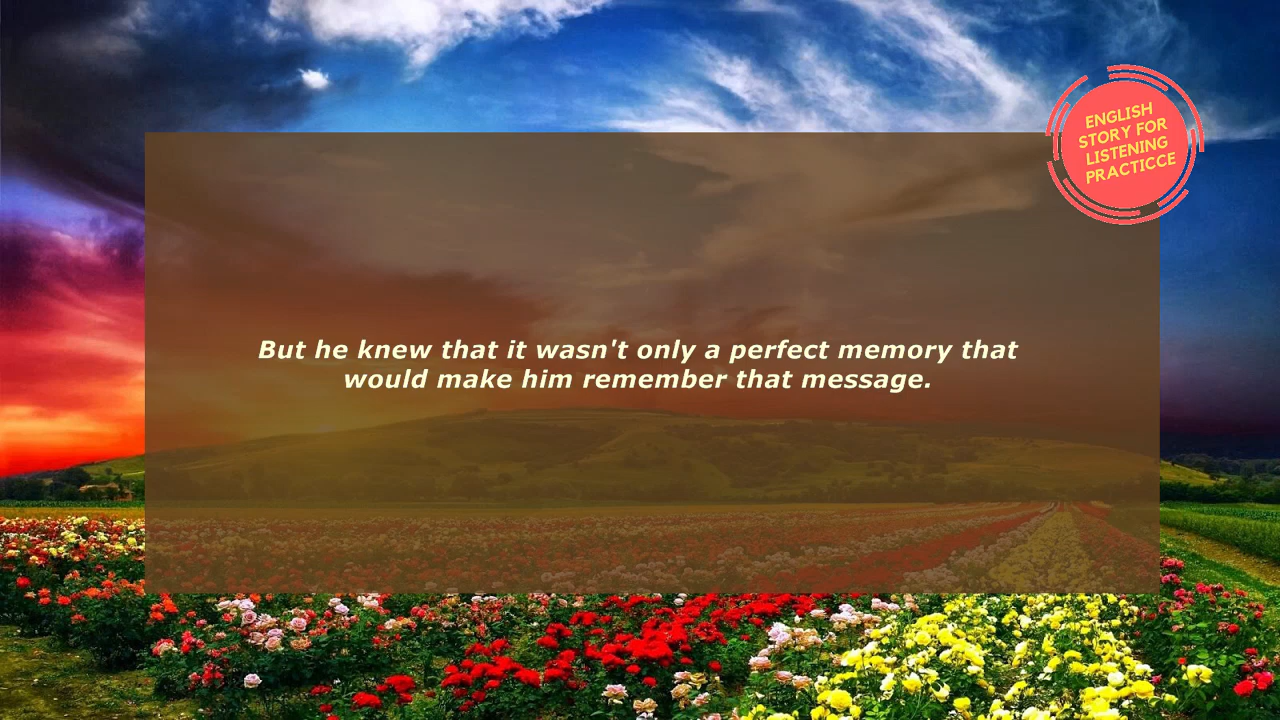 ENGLISH
STORY FOR
LISTENING
PRACTICCE
But he knew that it wasn't only a perfect memory that
would make him remember that message.